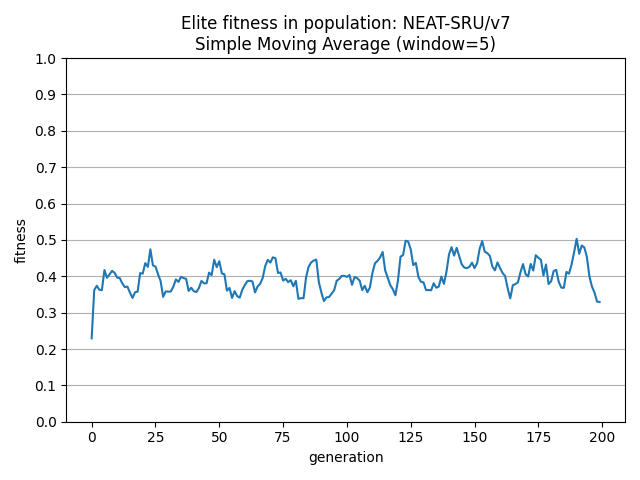 Elite fitness in population: NEAT-SRU/v7
Simple Moving Average (window=5)
1.0
0.9
0.8
0.7
0.6
0.5
0.4
0.3
0.2
0.1
0.0
fitness
0 25 50 75 100 125 150 175 200
generation